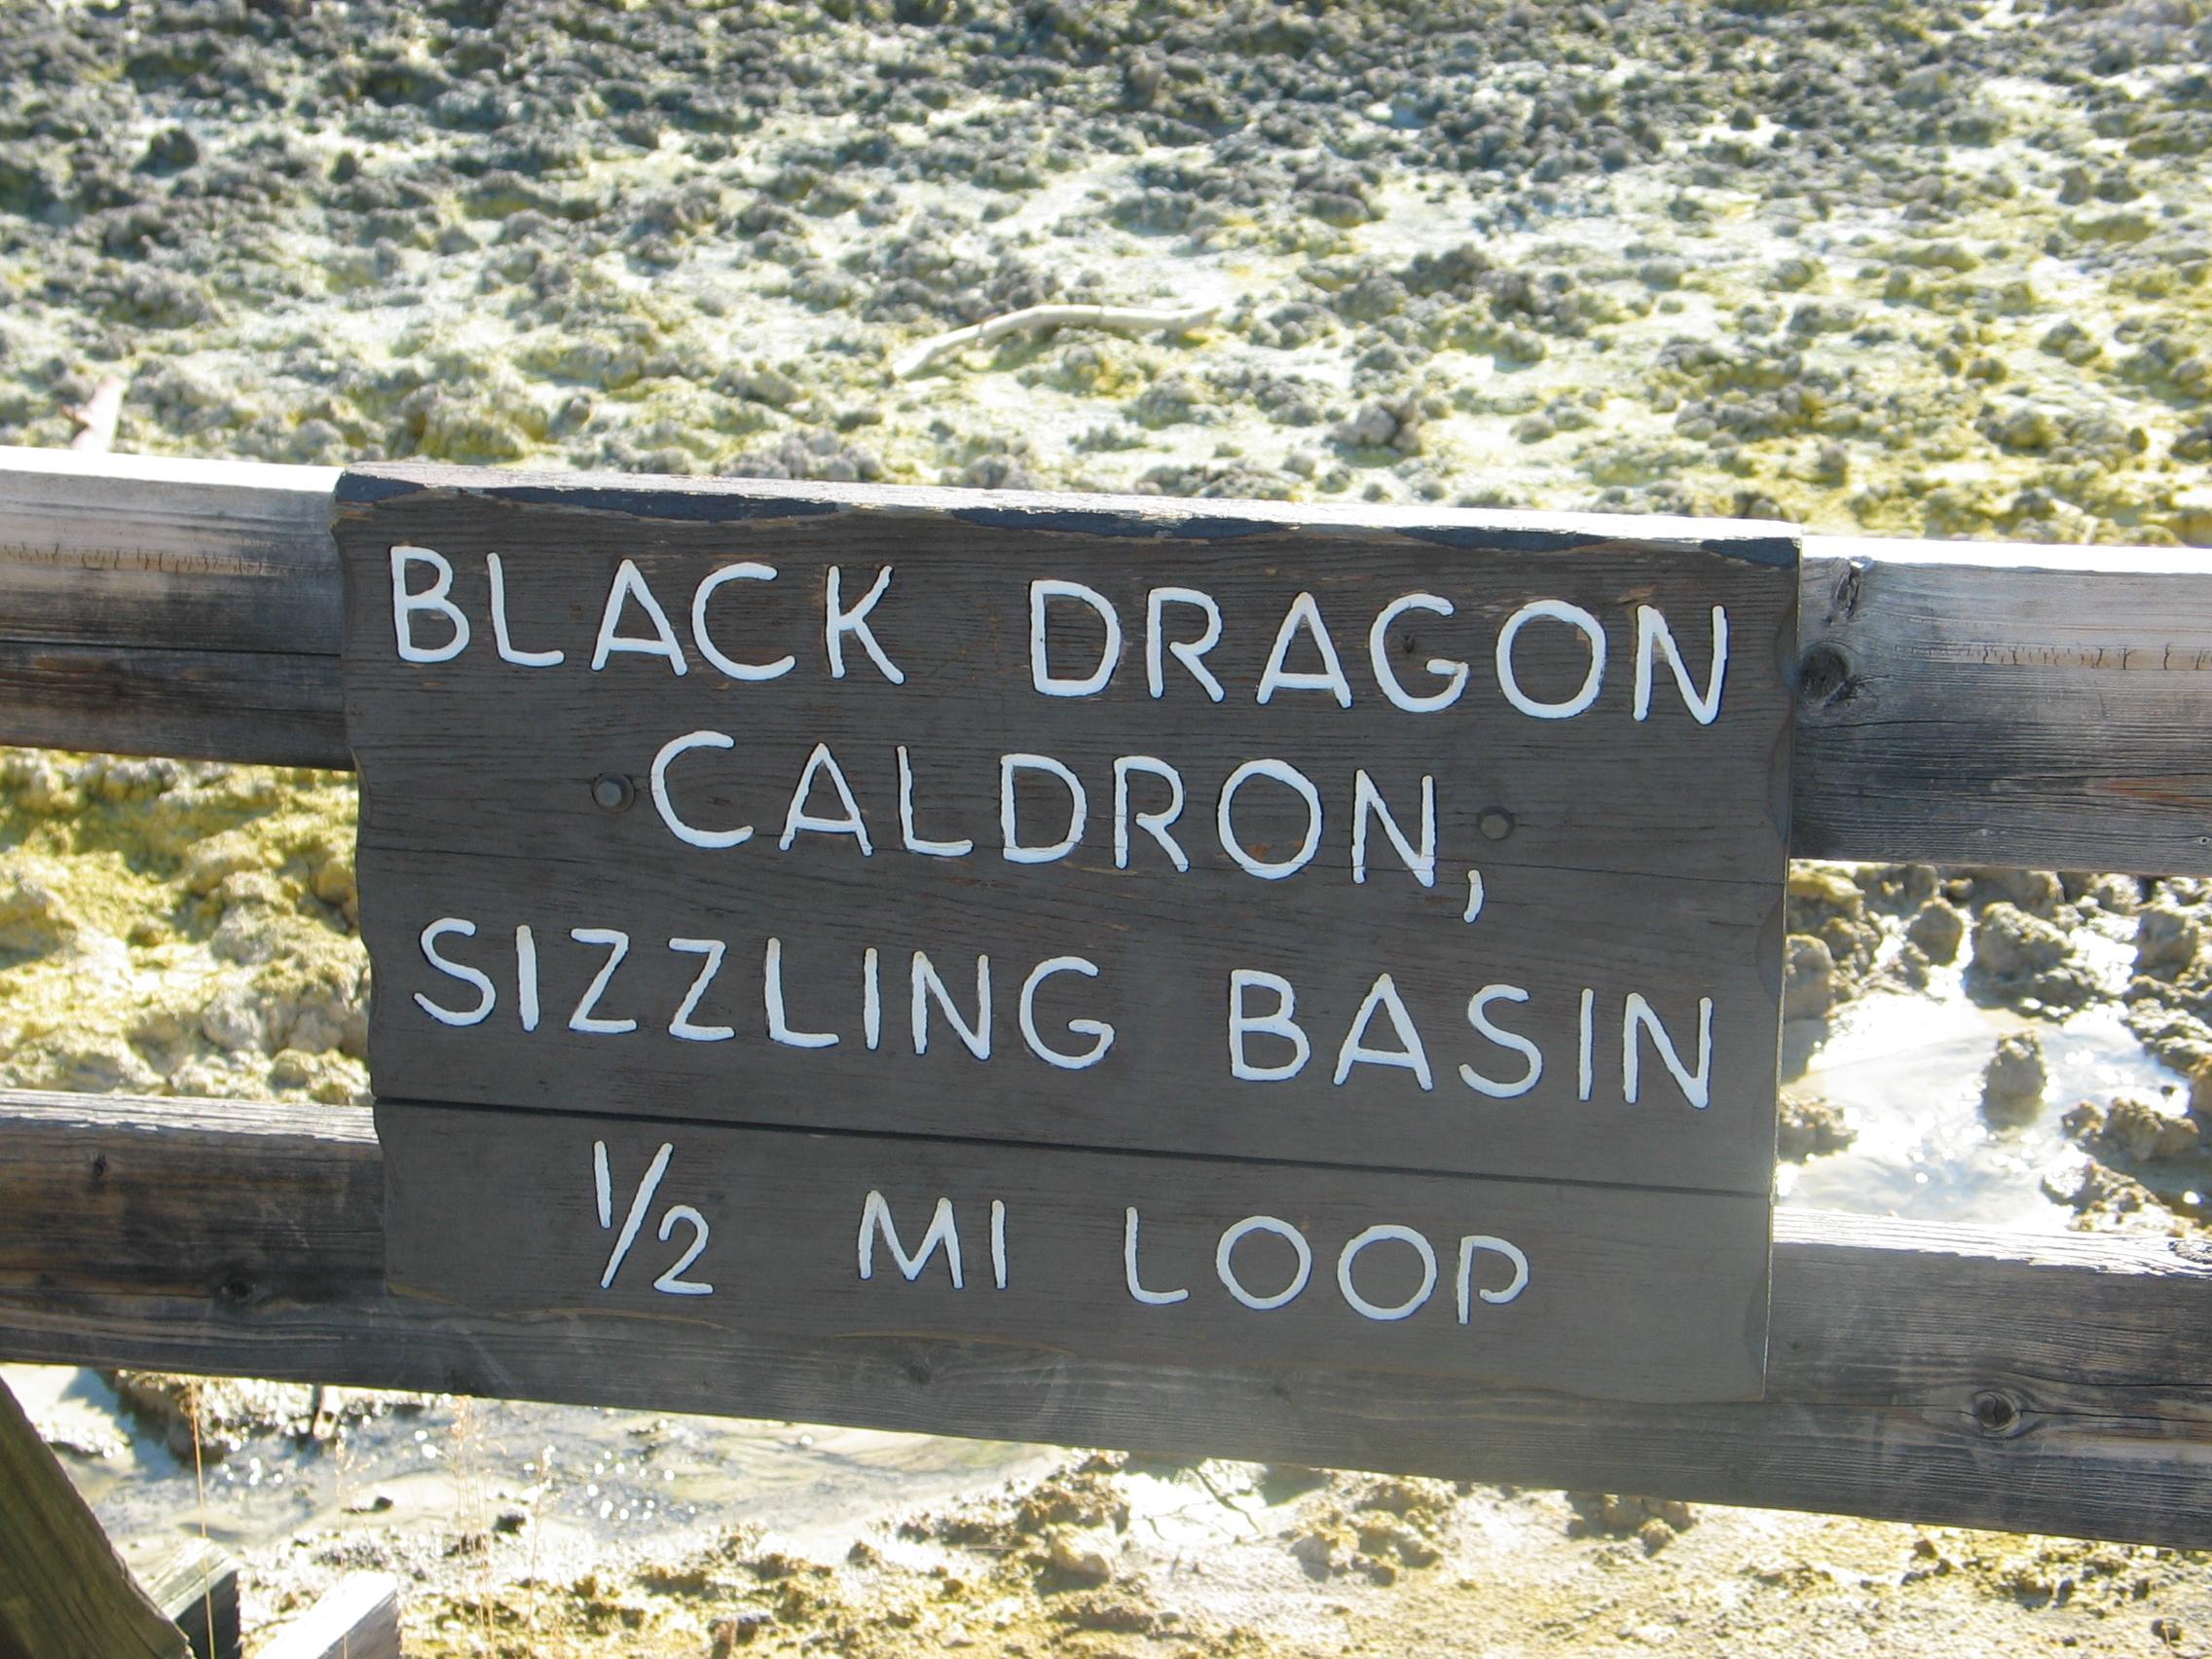 BLACK DRAGON
CALDRON,
SIZZLING BASIN
1/2 MI LOOP